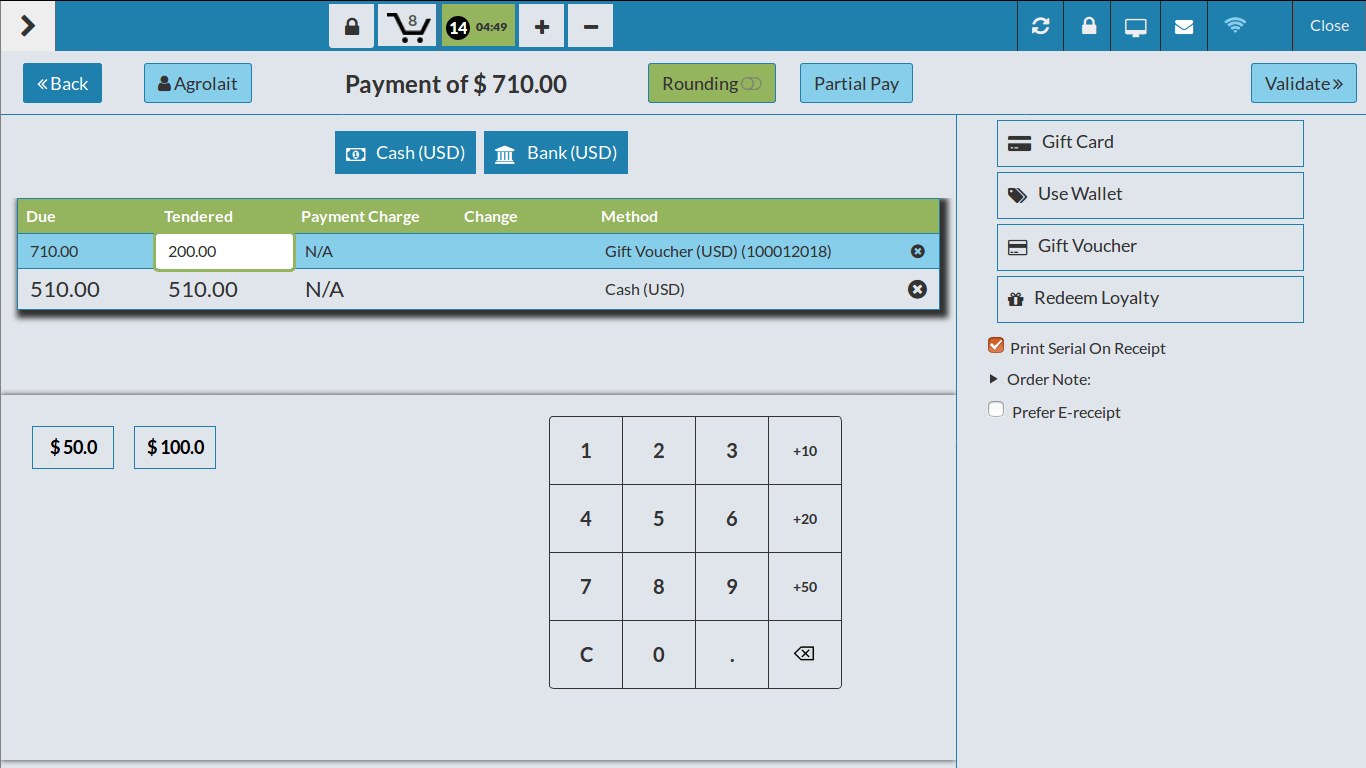 8
14 04:49
Close
«Back
Agrolait
Payment of $ 710.00
Rounding
Partial Pay
Validate»
Cash (USD)
Bank (USD)
Due Tendered Payment Charge Change Method
710.00 200.00 N/A Gift Voucher (USD) (100012018)
510.00 510.00 N/A Cash (USD)
Gift Card
Use Wallet
Gift Voucher
Redeem Loyalty
Print Serial On Receipt
Order Note:
Prefer E-receipt
$ 50.0 $ 100.0
1 2 3 +10
4 5 6 +20
7 8 9 +50
C 0 .